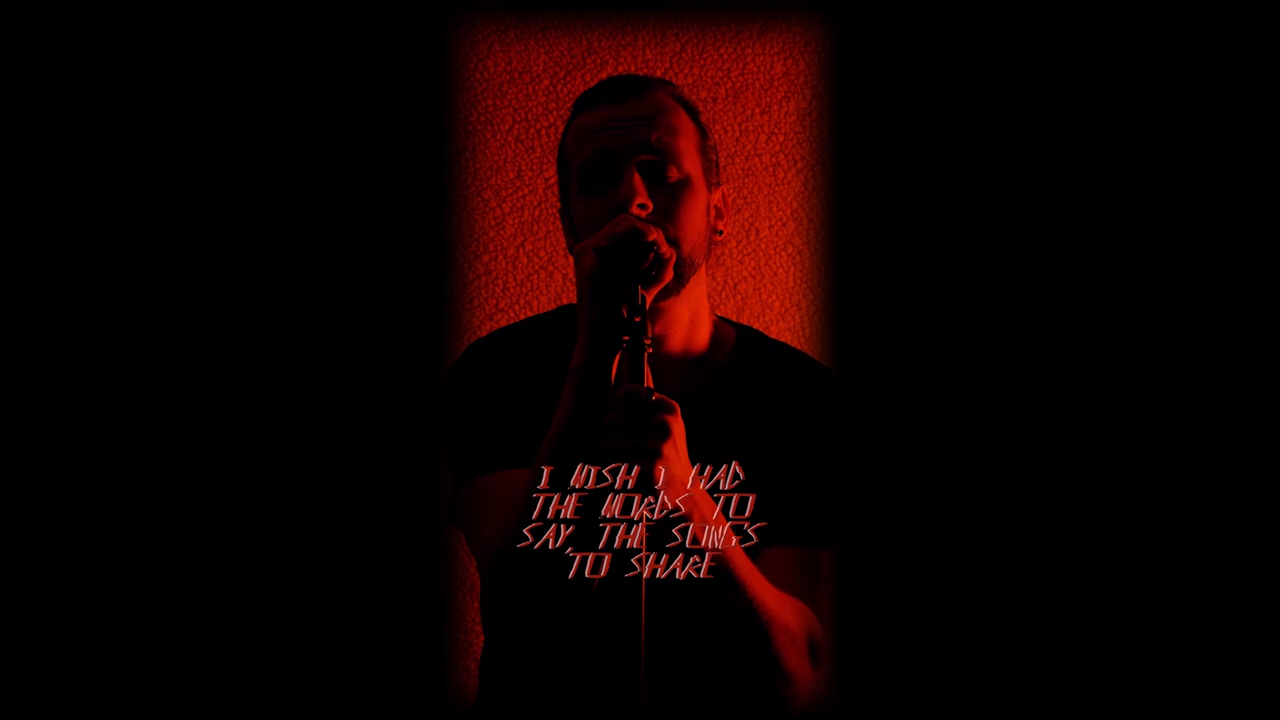 I WISH I HAD
THE WORDS TO
SAY, THE SONGS
TO SHARE